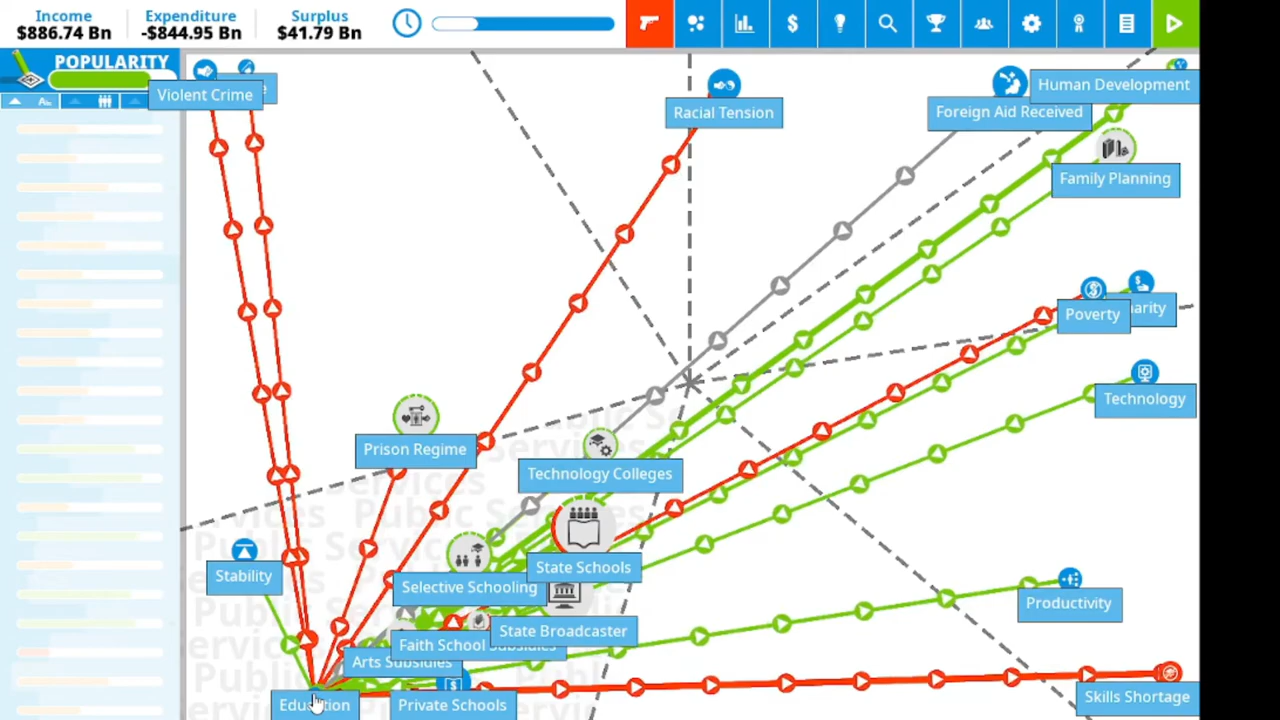 Income Expenditure Surplus
$886.74 Bn -$844.95 Bn $41.79 Bn
POPULARITY
Violent Crime
Racial Tension
Foreign Aid Received
Human Development
Family Planning
Poverty
Technology
Prison Regime
Technology Colleges
Public Services
State Schools
Stability
Selective Schooling
Productivity
State Broadcaster
Faith School Subsidies
Arts Subsidies
Private Schools
Skills Shortage